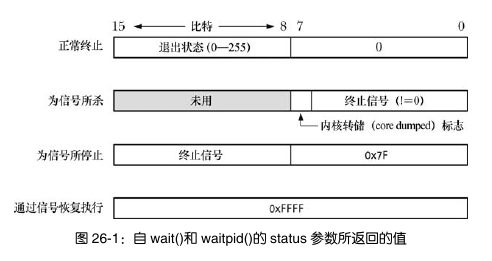 15 比特 8 7 0
正常终止 退出状态（0—255） 0
为信号所杀 未用 终止信号（!=0）
内核转储（core dumped）标志
为信号所停止 终止信号 0x7F
通过信号恢复执行 0xFFFF
图 26-1：自 wait()和 waitpid()的 status 参数所返回的值